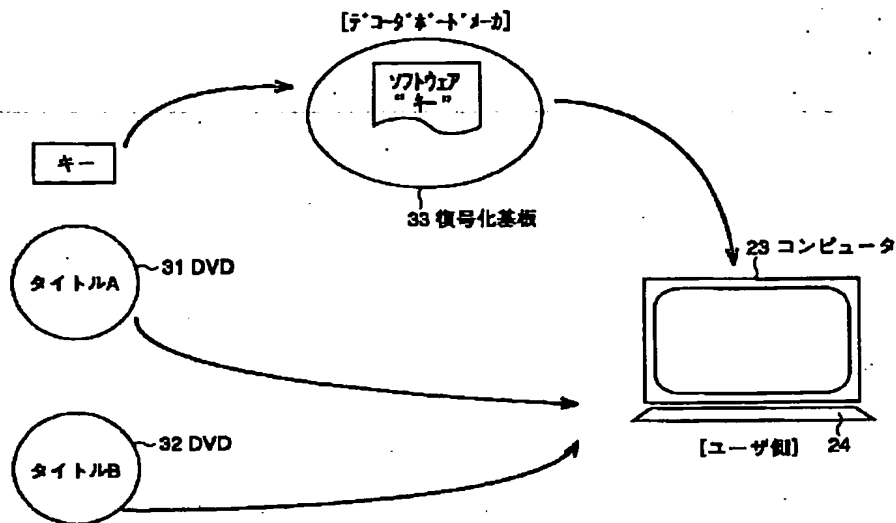 [デコーダボードメーカ]
ソフトウェア
“キー”
キー
33 復号化基板
23 コンピュータ
タイトルA
31 DVD
タイトルB
32 DVD
[ユーザ側]
24